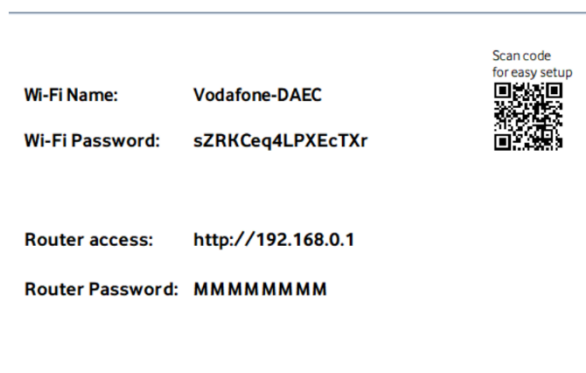 Scan code
for easy setup
Wi-Fi Name: Vodafone-DAEC
Wi-Fi Password: sZRKCeq4LPXEcTXr
Router access: http://192.168.0.1
Router Password: MMMMMMMM